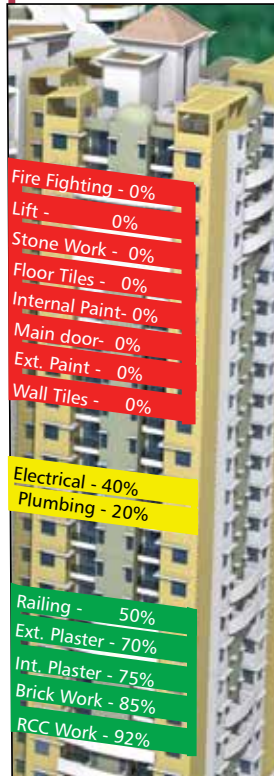 Fire Fighting - 0%
Lift - 0%
Stone Work - 0%
Floor Tiles - 0%
Internal Paint- 0%
Main door- 0%
Ext. Paint - 0%
Wall Tiles - 0%
Electrical - 40%
Plumbing - 20%
Railing - 50%
Ext. Plaster - 70%
Int. Plaster - 75%
Brick Work - 85%
RCC Work - 92%